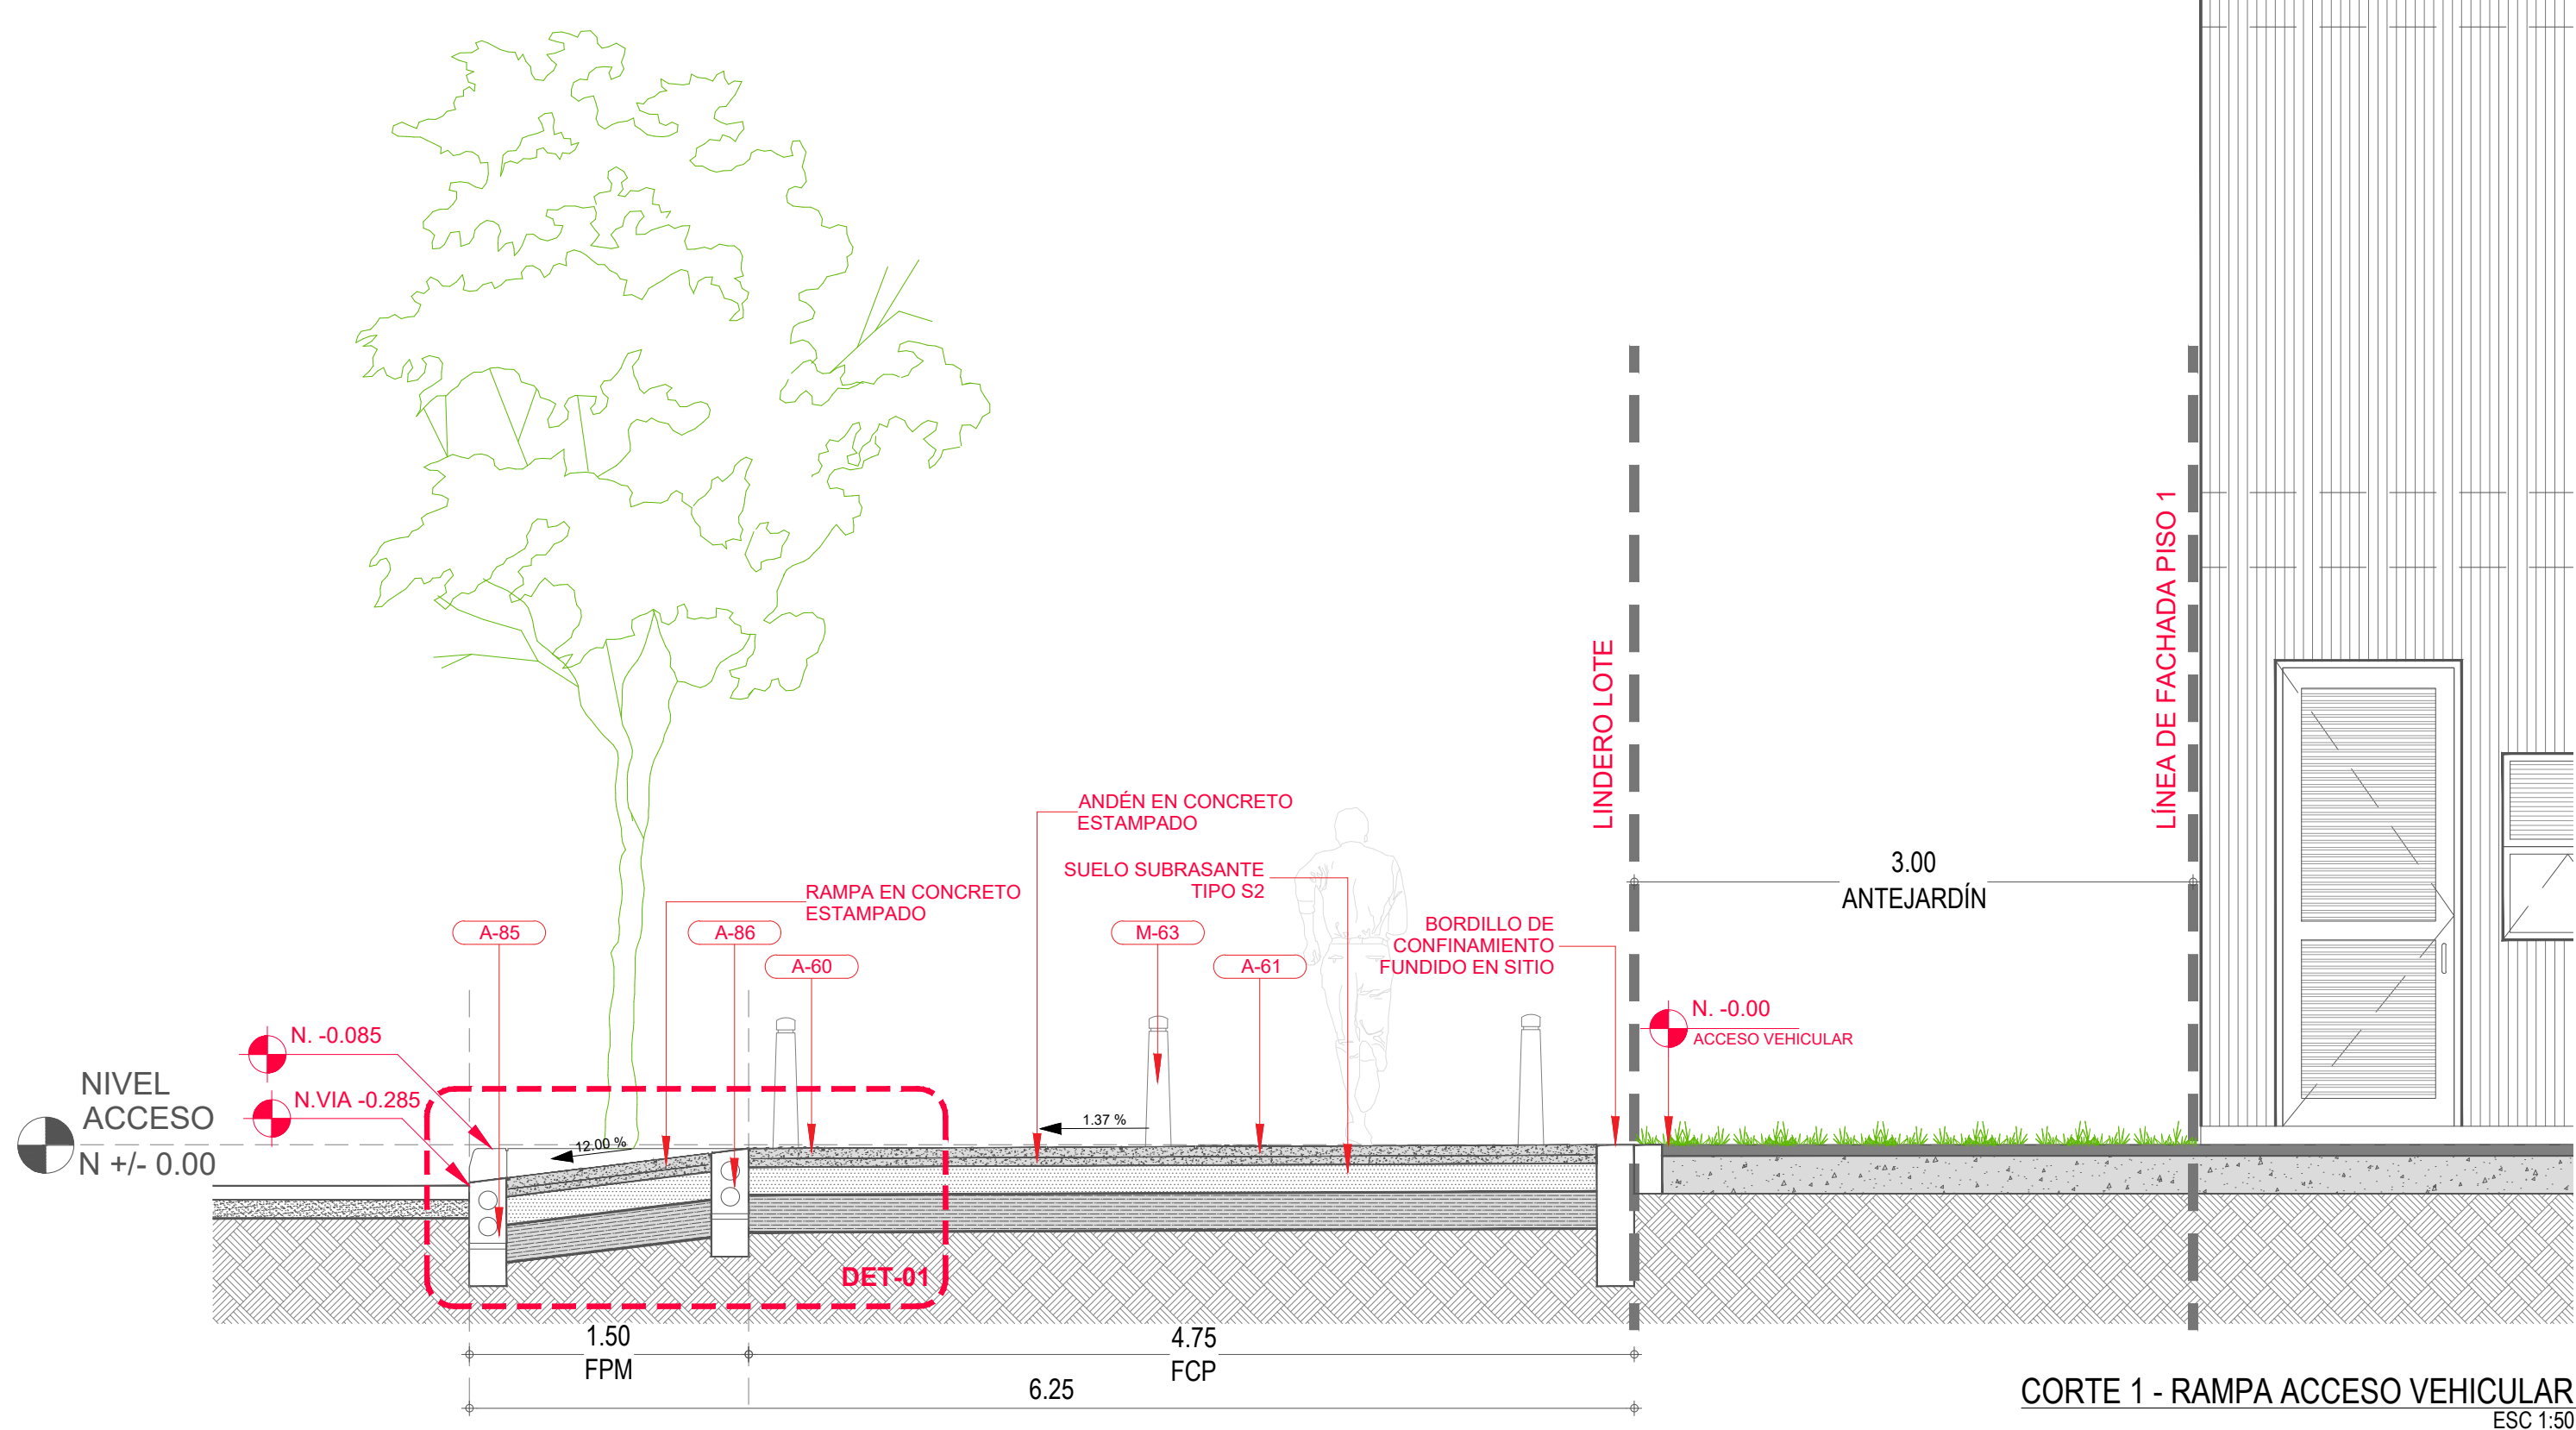 LINDERO LOTE
LÍNEA DE FACHADA PISO 1
ANDÉN EN CONCRETO
ESTAMPADO
SUELO SUBRASANTE
TIPO S2
3.00
ANTEJARDÍN
RAMPA EN CONCRETO
ESTAMPADO
BORDILLO DE
CONFINAMIENTO
FUNDIDO EN SITIO
A-85
A-86
M-63
A-60
A-61
N. -0.00
ACCESO VEHICULAR
N. -0.085
N.VIA -0.285
NIVEL
ACCESO
N +/- 0.00
12.00 %
1.37 %
DET-01
1.50
FPM
4.75
FCP
6.25
CORTE 1 - RAMPA ACCESO VEHICULAR
ESC 1:50